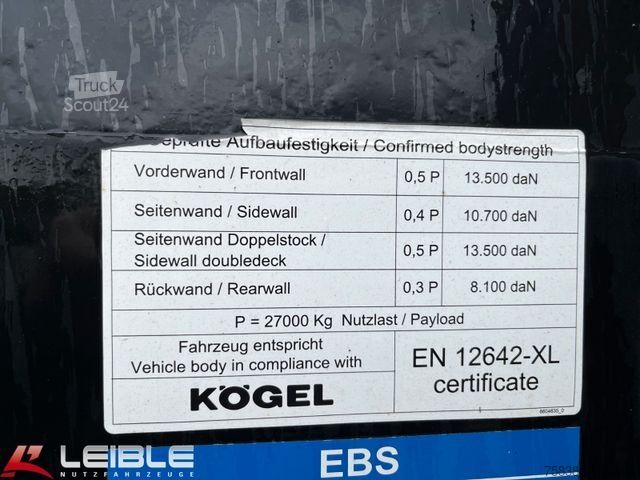 Truck
Scout24
eprüfte Aufbaufestigkeit / Confirmed bodystrength
Vorderwand / Frontwall 0,5 P 13.500 daN
Seitenwand / Sidewall 0,4 P 10.700 daN
Seitenwand Doppelstock /
Sidewall doubledeck 0,5 P 13.500 daN
Rückwand / Rearwall 0,3 P 8.100 daN
P = 27000 Kg Nutzlast / Payload
Fahrzeug entspricht
Vehicle body in compliance with
KÖGEL
EN 12642-XL
certificate
LEIBLE
NUTZFAHRZEUGE
EBS